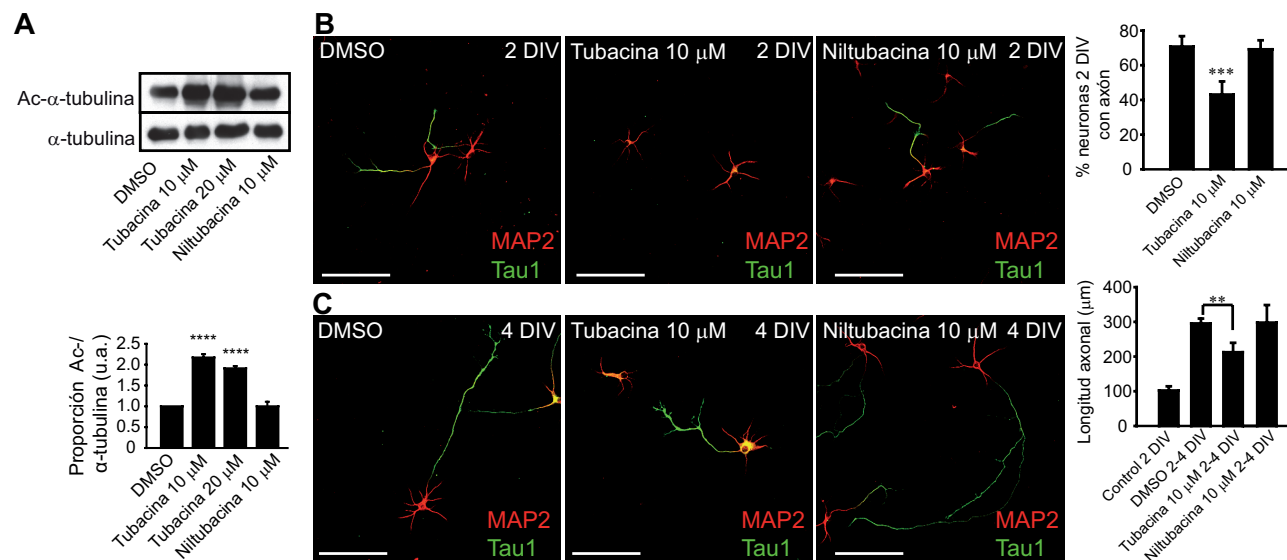 A
Ac-α-tubulina
α-tubulina
DMSO
Tubacina 10 μM
Tubacina 20 μM
Niltubacina 10 μM
Proporción Ac-/
α-tubulina (u.a.)
2.5
2.0
1.5
1.0
0.5
0
**** ****
DMSO
Tubacina 10 μM
Tubacina 20 μM
Niltubacina 10 μM
B
DMSO 2 DIV
MAP2
Tau1
Tubacina 10 μM 2 DIV
MAP2
Tau1
Niltubacina 10 μM 2 DIV
MAP2
Tau1
% neuronas 2 DIV
con axón
80
60
40
20
0
***
DMSO
Tubacina 10 μM
Niltubacina 10 μM
C
DMSO 4 DIV
MAP2
Tau1
Tubacina 10 μM 4 DIV
MAP2
Tau1
Niltubacina 10 μM 4 DIV
MAP2
Tau1
Longitud axonal (μm)
400
300
200
100
0
**
Control 2 DIV
DMSO 2-4 DIV
Tubacina 10 μM 2-4 DIV
Niltubacina 10 μM 2-4 DIV